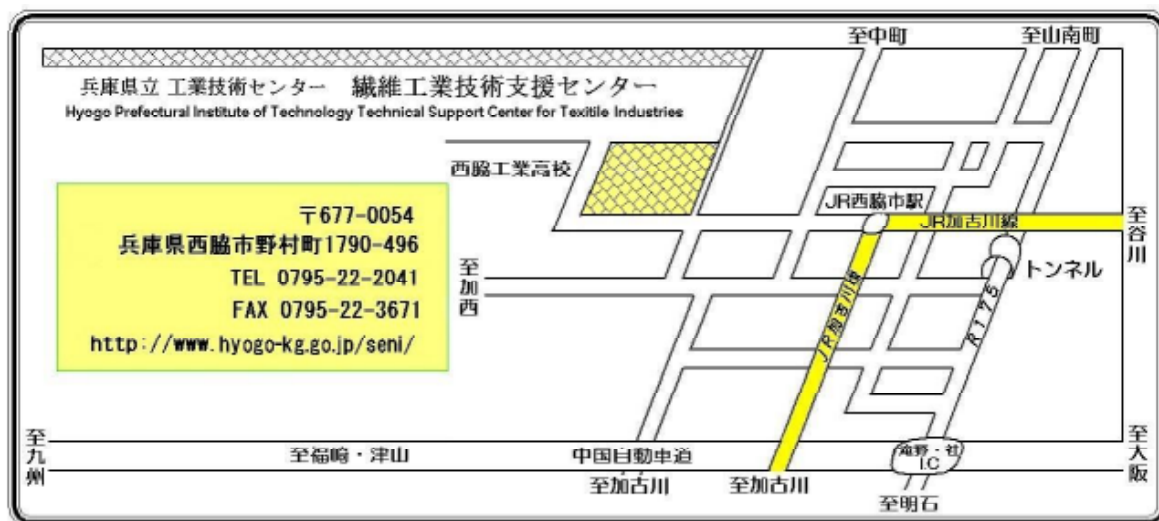 至中町
至山南町
兵庫県立 工業技術センター 繊維工業技術支援センター
Hyogo Prefectural Institute of Technology Technical Support Center for Texitile Industries
西脇工業高校
JR西脇市駅
JR加古川線
至谷川
〒677-0054
兵庫県西脇市野村町1790-496
TEL 0795-22-2041
FAX 0795-22-3671
http://www.hyogo-kg.go.jp/seni/
至加西
トンネル
JR加古川線
R175
至九州
至福崎・津山
中国自動車道
滝野・社
I.C
至大阪
至加古川
至加古川
至明石